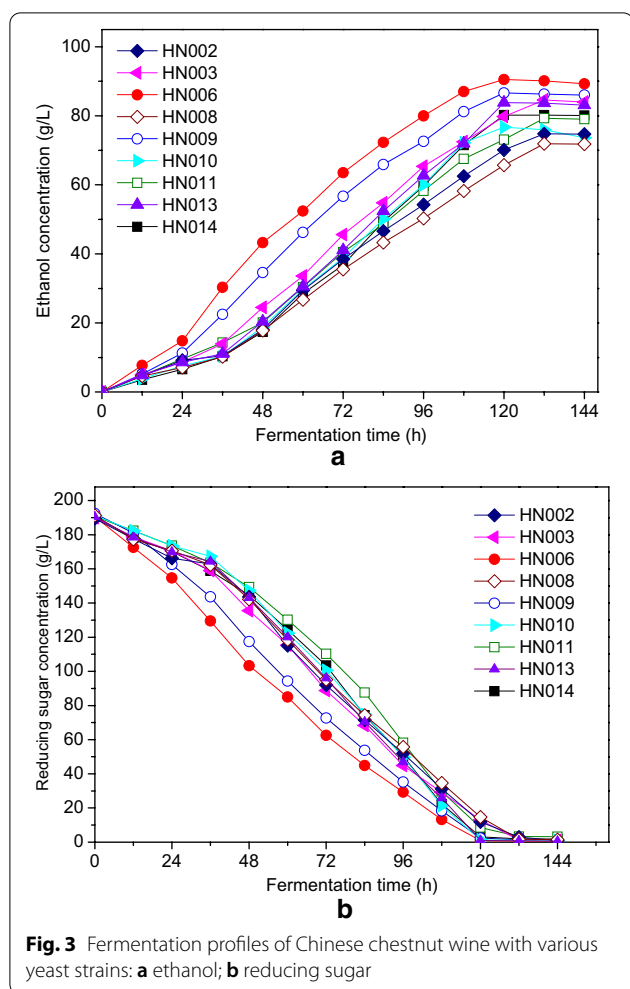 HN002
HN003
HN006
HN008
HN009
HN010
HN011
HN013
HN014
100
80
60
40
20
0
Ethanol concentration (g/L)
0 24 48 72 96 120 144
Fermentation time (h)
a
200
180
160
140
120
100
80
60
40
20
0
Reducing sugar concentration (g/L)
HN002
HN003
HN006
HN008
HN009
HN010
HN011
HN013
HN014
0 24 48 72 96 120 144
Fermentation time (h)
b
Fig. 3 Fermentation profiles of Chinese chestnut wine with various
yeast strains: a ethanol; b reducing sugar